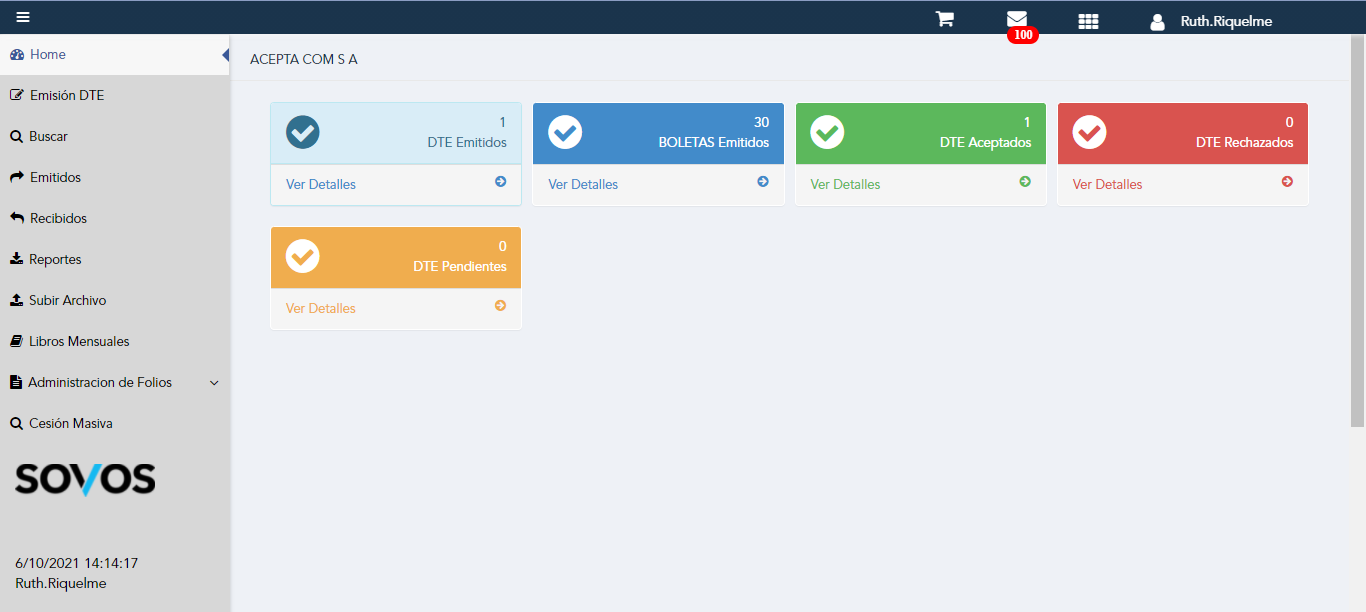 Ruth.Riquelme
100
Home
ACEPTA COM S A
Emisión DTE
Buscar
Emitidos
Recibidos
Reportes
Subir Archivo
Libros Mensuales
Administracion de Folios
Cesión Masiva
SOVOS
6/10/2021 14:14:17
Ruth.Riquelme
1
DTE Emitidos
Ver Detalles
30
BOLETAS Emitidos
Ver Detalles
1
DTE Aceptados
Ver Detalles
0
DTE Rechazados
Ver Detalles
0
DTE Pendientes
Ver Detalles